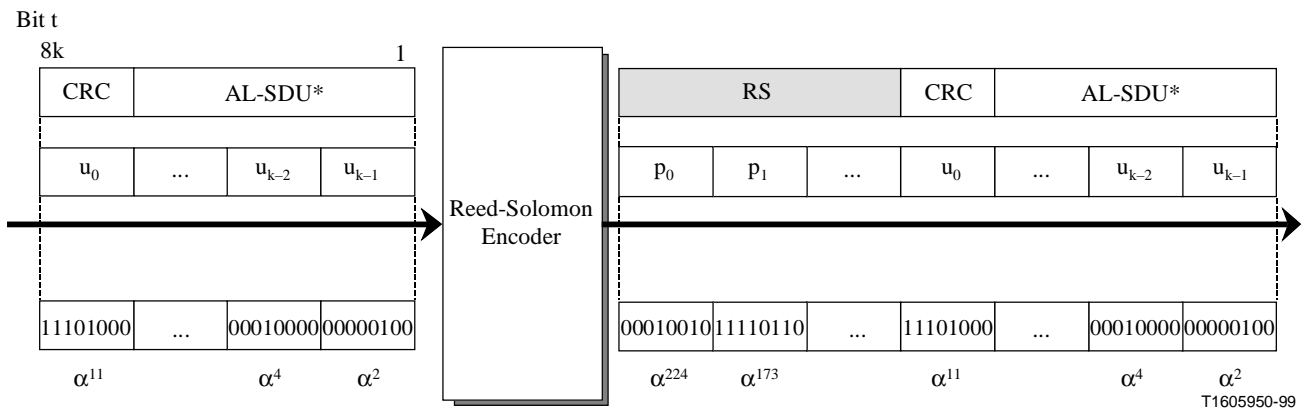 Bit t
8k 1
CRC AL-SDU* RS CRC AL-SDU*
u₀ ... uₖ₋₂ uₖ₋₁ p₀ p₁ ... u₀ ... uₖ₋₂ uₖ₋₁
Reed-Solomon
Encoder
11101000 ... 00010000 00000100 00010010 11110110 ... 11101000 ... 00010000 00000100
α¹¹ α⁴ α² α²²⁴ α¹⁷³ α¹¹ α⁴ α²
T1605950-99